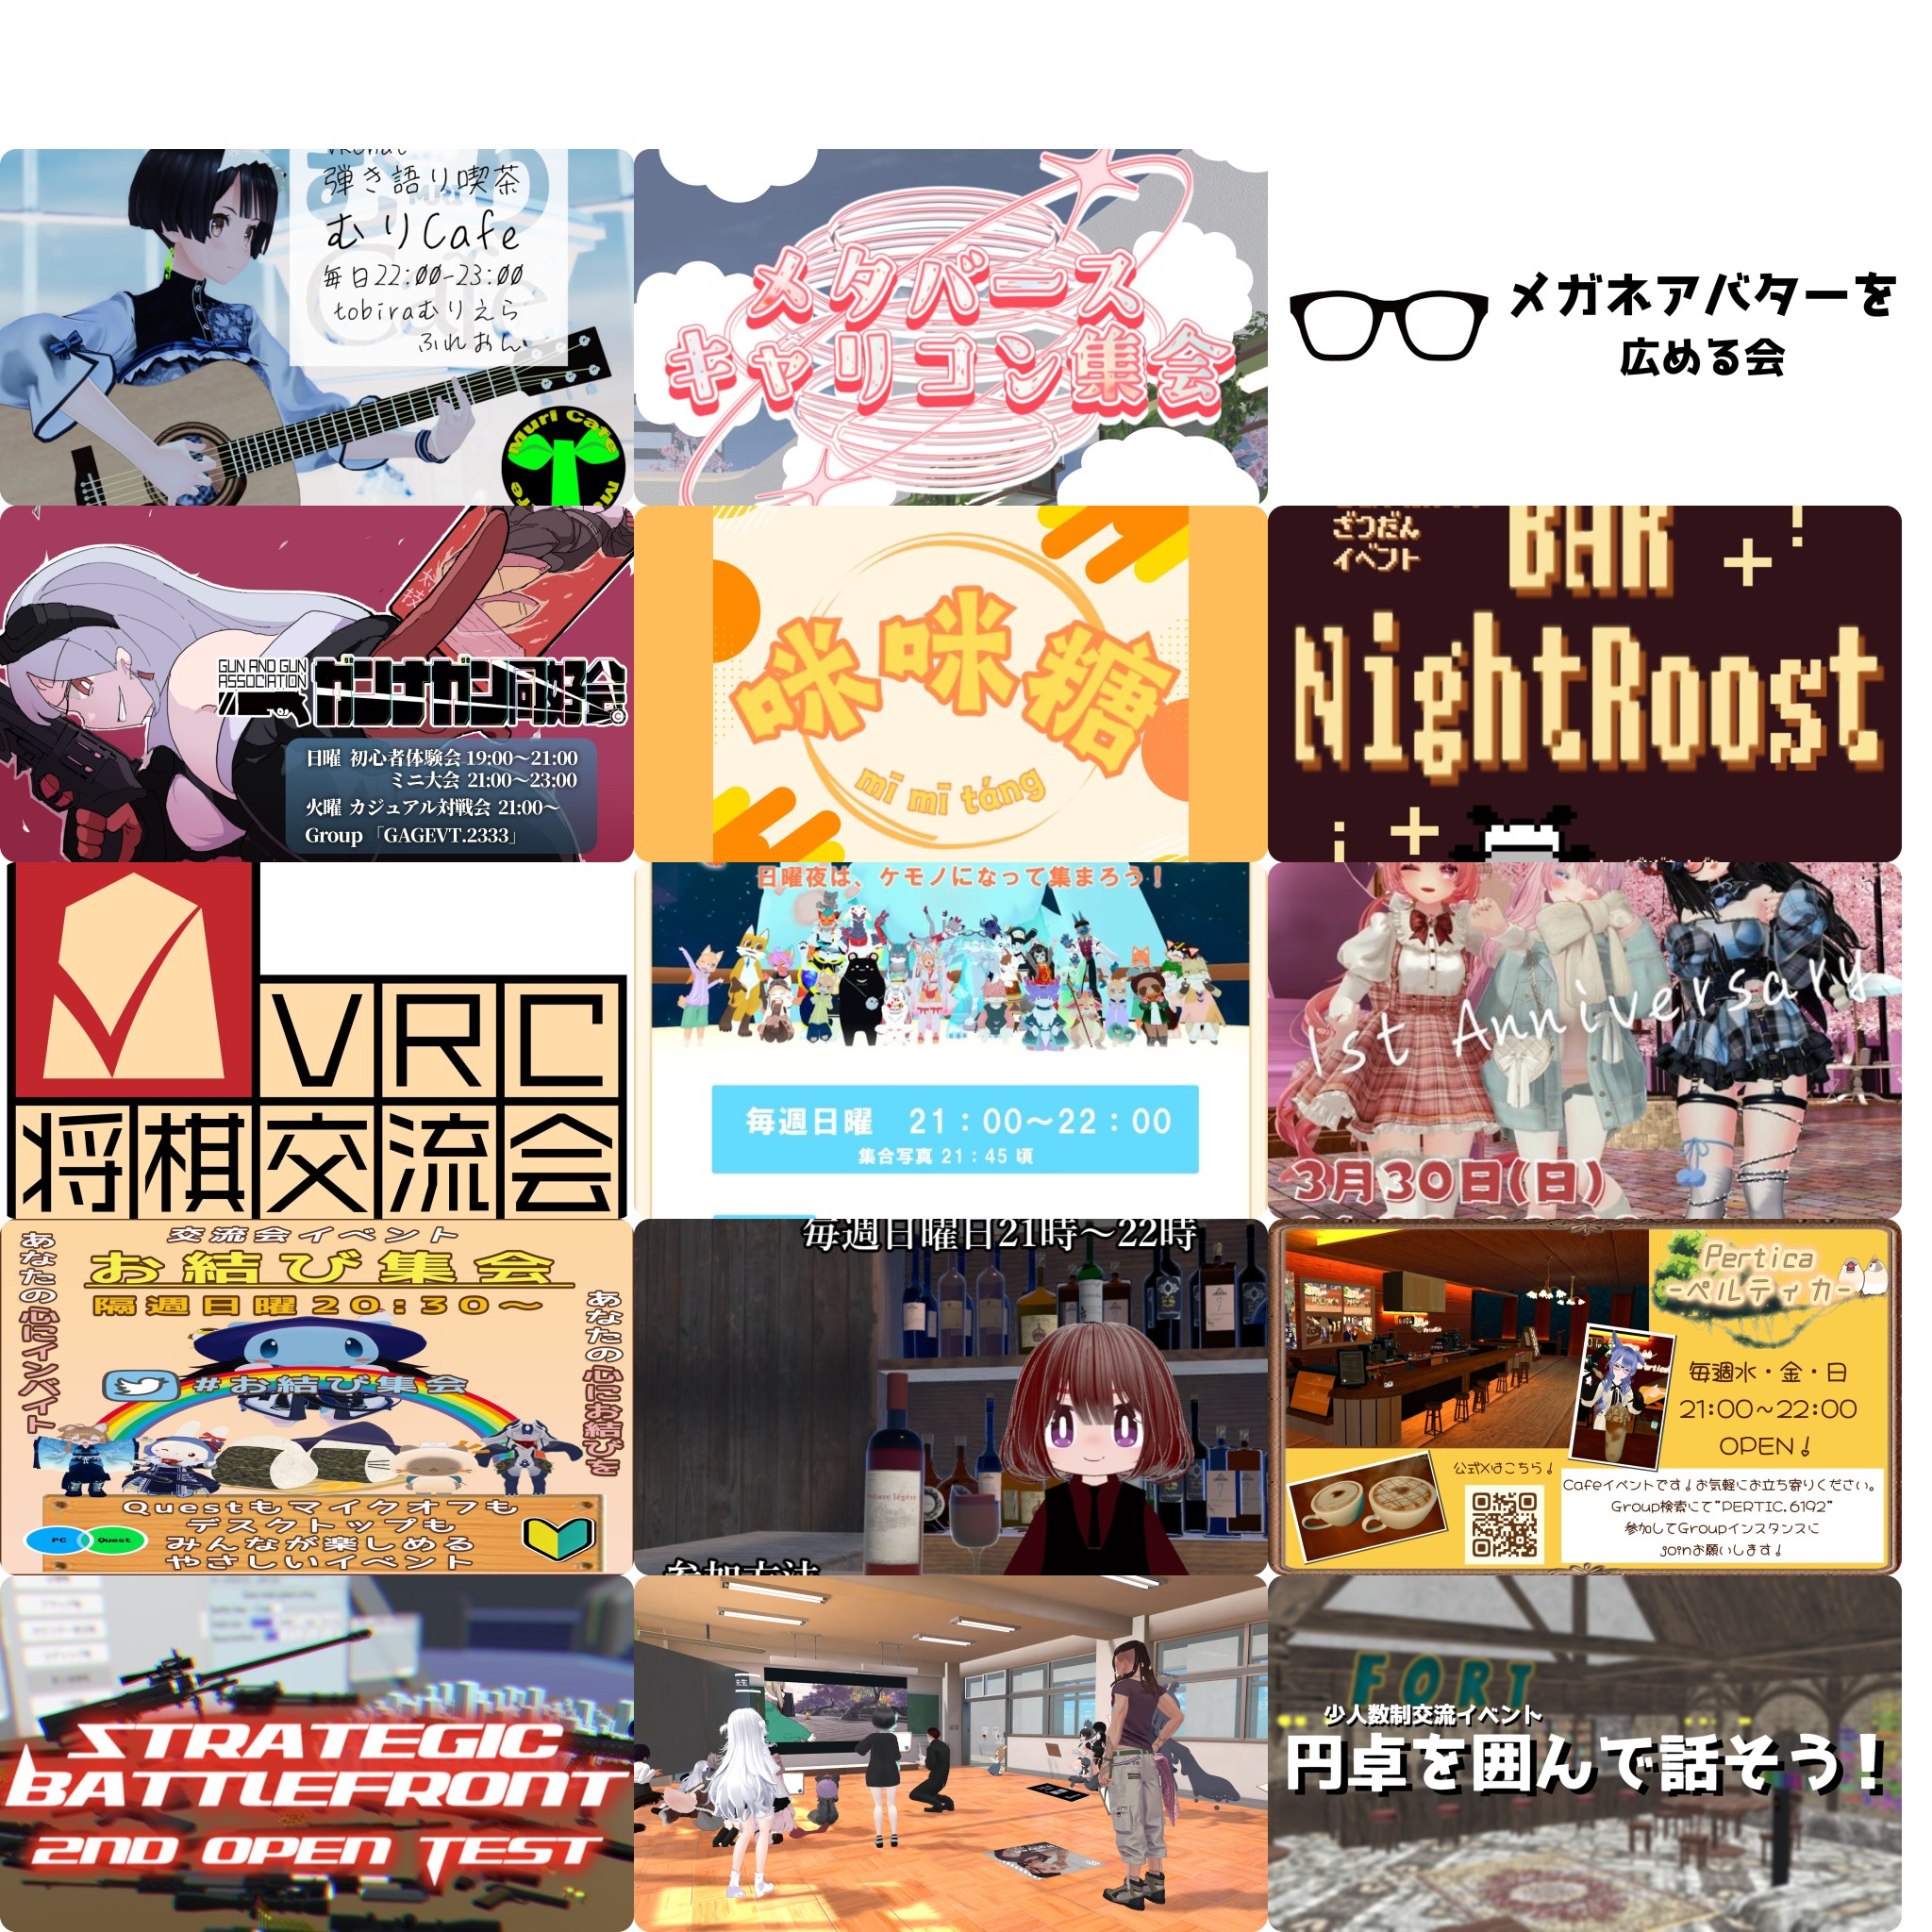 弾き語り喫茶
むりCafe
毎日22:00-23:00
tobiraむりえら
ふれおん
Muri Cafe
メタバース
キャリコン集会
メガネアバターを
広める会
GUN AND GUN
ASSOCIATION
ガンナガン同好会
日曜 初心者体験会 19:00〜21:00
ミニ大会 21:00〜23:00
火曜 カジュアル対戦会 21:00〜
Group 「GAGEVT.2333」
咪咪糖
mī mī táng
ざつだん
イベント
BAR
NightRoost
VRC
将棋交流会
日曜夜は、ケモノになって集まろう！
毎週日曜 21：00〜22：00
集合写真 21：45 頃
1st Anniversary
3月30日(日)
交流会イベント
お結び集会
隔週日曜20:30〜
あなたの心にインバイト
あなたの心にお結びを
#お結び集会
Questもマイクオフも
デスクトップも
みんなが楽しめる
やさしいイベント
PC
Quest
毎週日曜日21時〜22時
参加方法
Pertica
-ペルティカ-
毎週水・金・日
21:00~22:00
OPEN!
公式Xはこちら!
Cafeイベントです!お気軽にお立ち寄りください。
Group検索にて"PERTIC.6192"
参加してGroupインスタンスに
joinお願いします!
STRATEGIC
BATTLEFRONT
2ND OPEN TEST
FORT
少人数制交流イベント
円卓を囲んで話そう！